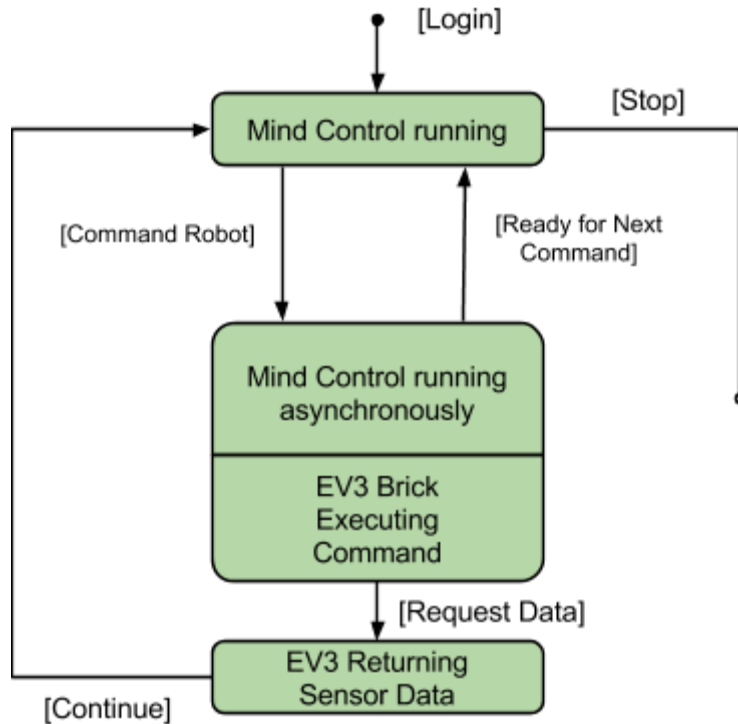 [Login]
[Stop]
Mind Control running
[Command Robot]
[Ready for Next
Command]
Mind Control running
asynchronously
EV3 Brick
Executing
Command
[Request Data]
EV3 Returning
Sensor Data
[Continue]